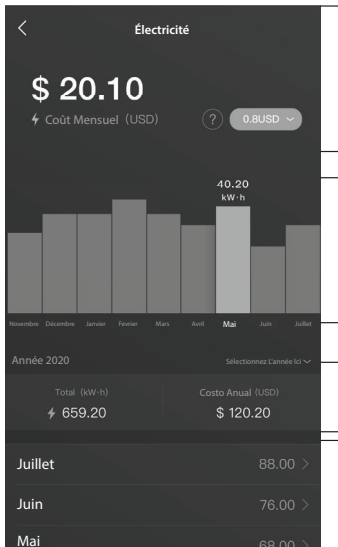 Électricité
$ 20.10
Coût Mensuel (USD)
? 0.8USD
40.20
kW·h
Novembre Décembre Janvier Fevrier Mars Avril Mai Juin Juillet
Année 2020 Sélectionnez L'année Ici
Total (kW·h) Costo Anual (USD)
659.20 $ 120.20
Juillet 88.00
Juin 76.00
Mai 68.00